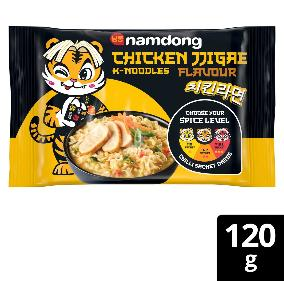 namdong
CHICKEN JJIGAE
K-NOODLES FLAVOUR
치킨라면
CHOOSE YOUR
SPICE LEVEL
CHILLI SACHET INSIDE
120
g